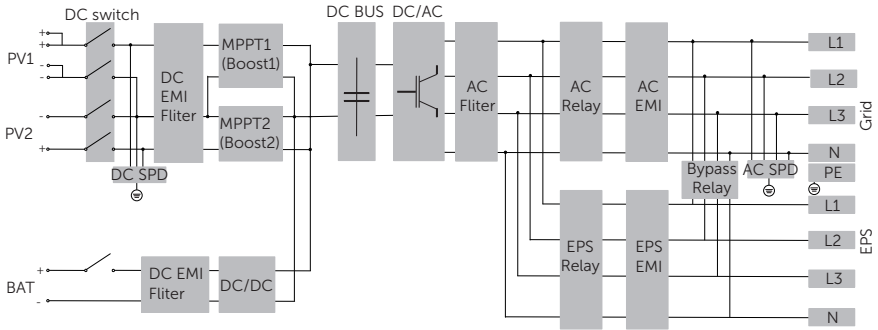 DC switch
DC BUS
DC/AC
PV1
PV2
+
+
-
-
-
+
DC
EMI
Fliter
MPPT1
(Boost1)
MPPT2
(Boost2)
DC SPD
AC
Fliter
AC
Relay
AC
EMI
L1
L2
L3
N
PE
Grid
Bypass
Relay
AC SPD
EPS
Relay
EPS
EMI
L1
L2
L3
N
EPS
BAT
+
-
DC EMI
Fliter
DC/DC